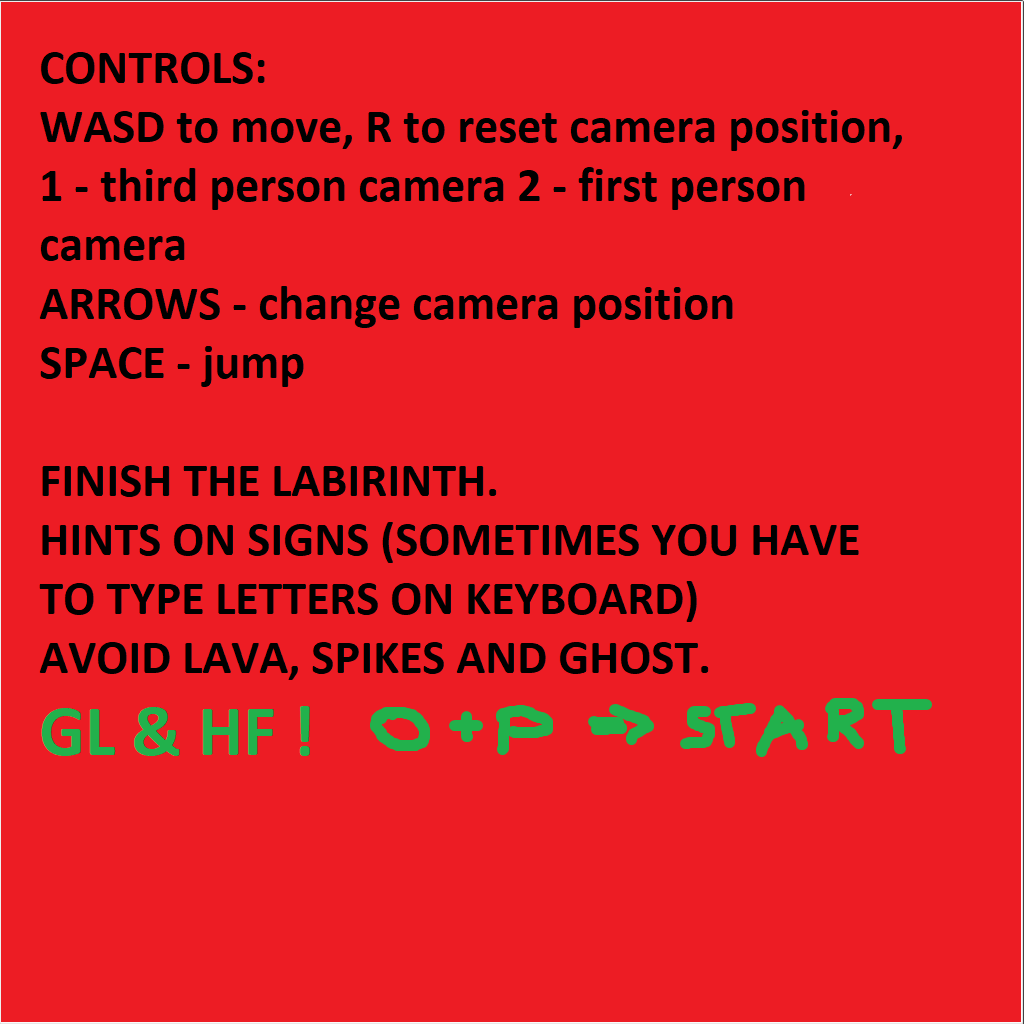 CONTROLS:
WASD to move, R to reset camera position,
1 - third person camera 2 - first person
camera
ARROWS - change camera position
SPACE - jump
FINISH THE LABIRINTH.
HINTS ON SIGNS (SOMETIMES YOU HAVE
TO TYPE LETTERS ON KEYBOARD)
AVOID LAVA, SPIKES AND GHOST.
GL & HF ! O+P → START